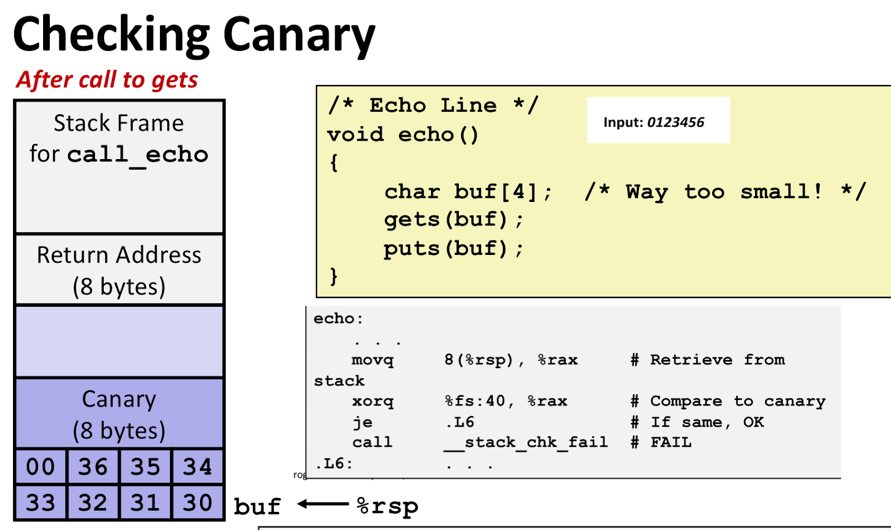 Checking Canary
After call to gets
Stack Frame
for call_echo
Return Address
(8 bytes)
Canary
(8 bytes)
00 36 35 34
33 32 31 30
buf
%rsp
/* Echo Line */
void echo()
{
    char buf[4];  /* Way too small! */
    gets(buf);
    puts(buf);
}
Input: 0123456
echo:
. . .
movq 8(%rsp), %rax # Retrieve from
stack
xorq %fs:40, %rax # Compare to canary
je .L6 # If same, OK
call __stack_chk_fail # FAIL
.L6: . . .